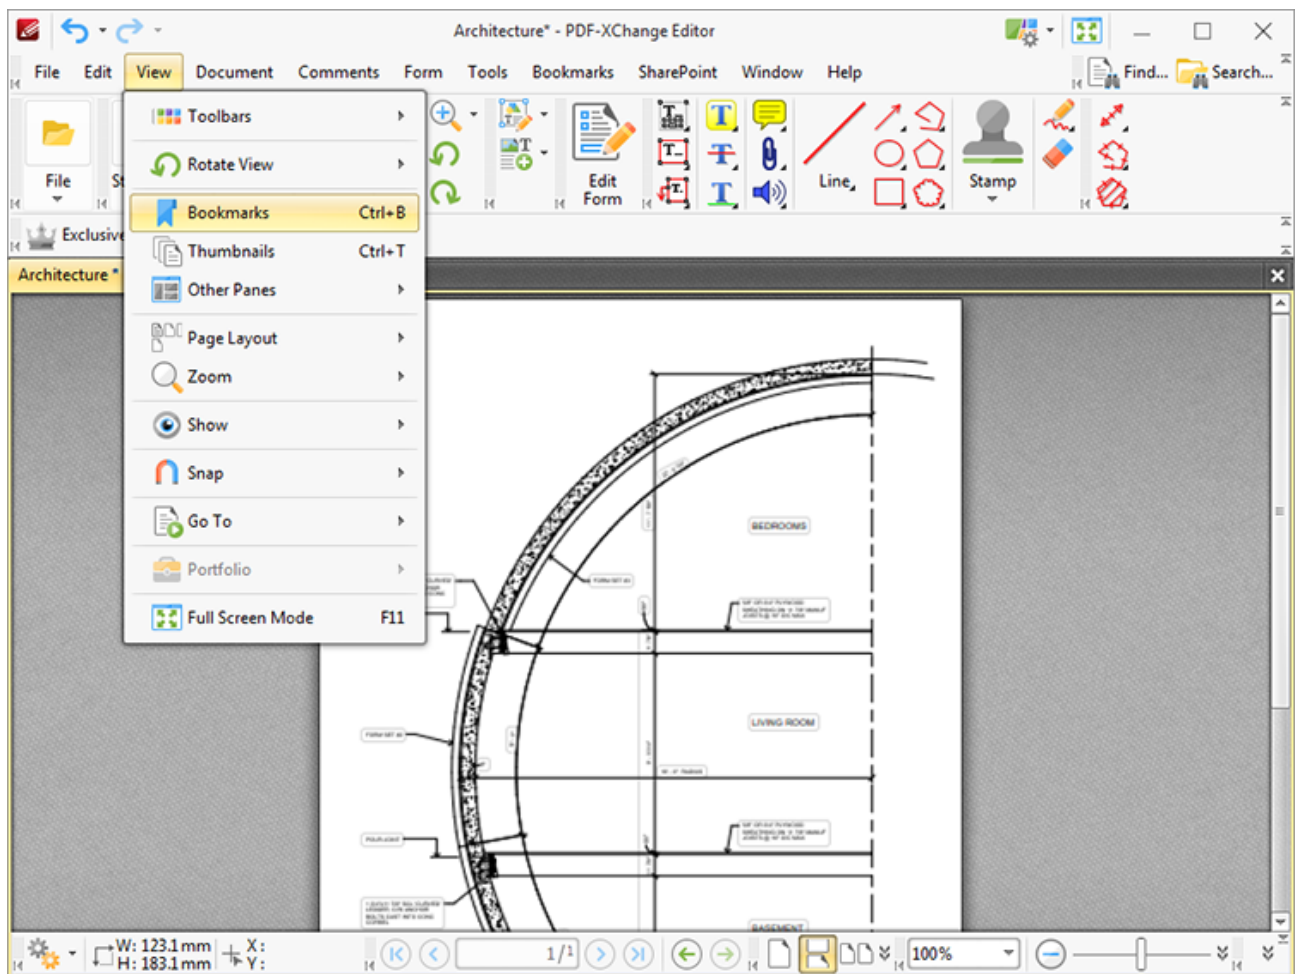 Architecture* - PDF-XChange Editor
File Edit View Document Comments Form Tools Bookmarks SharePoint Window Help
Find... Search...
Toolbars
Rotate View
Bookmarks Ctrl+B
Thumbnails Ctrl+T
Other Panes
Page Layout
Zoom
Show
Snap
Go To
Portfolio
Full Screen Mode F11
File
Edit
Form
Line
Stamp
Exclusive
Architecture *
BEDROOMS
LIVING ROOM
BASEMENT
W: 123.1 mm
H: 183.1 mm
X:
Y:
1/1
100%